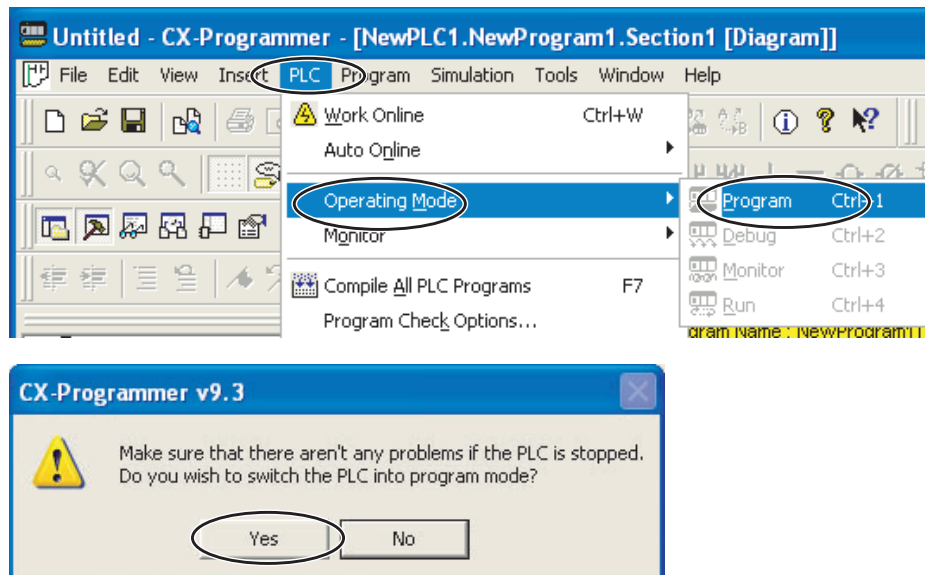 Untitled - CX-Programmer - [NewPLC1.NewProgram1.Section1 [Diagram]]
File Edit View Insert PLC Program Simulation Tools Window Help
Work Online Ctrl+W
Auto Online
Operating Mode
Program Ctrl+1
Monitor
Debug Ctrl+2
Compile All PLC Programs F7
Monitor Ctrl+3
Program Check Options...
Run Ctrl+4
gram Name : NewProgram1]
CX-Programmer v9.3
Make sure that there aren't any problems if the PLC is stopped.
Do you wish to switch the PLC into program mode?
Yes No